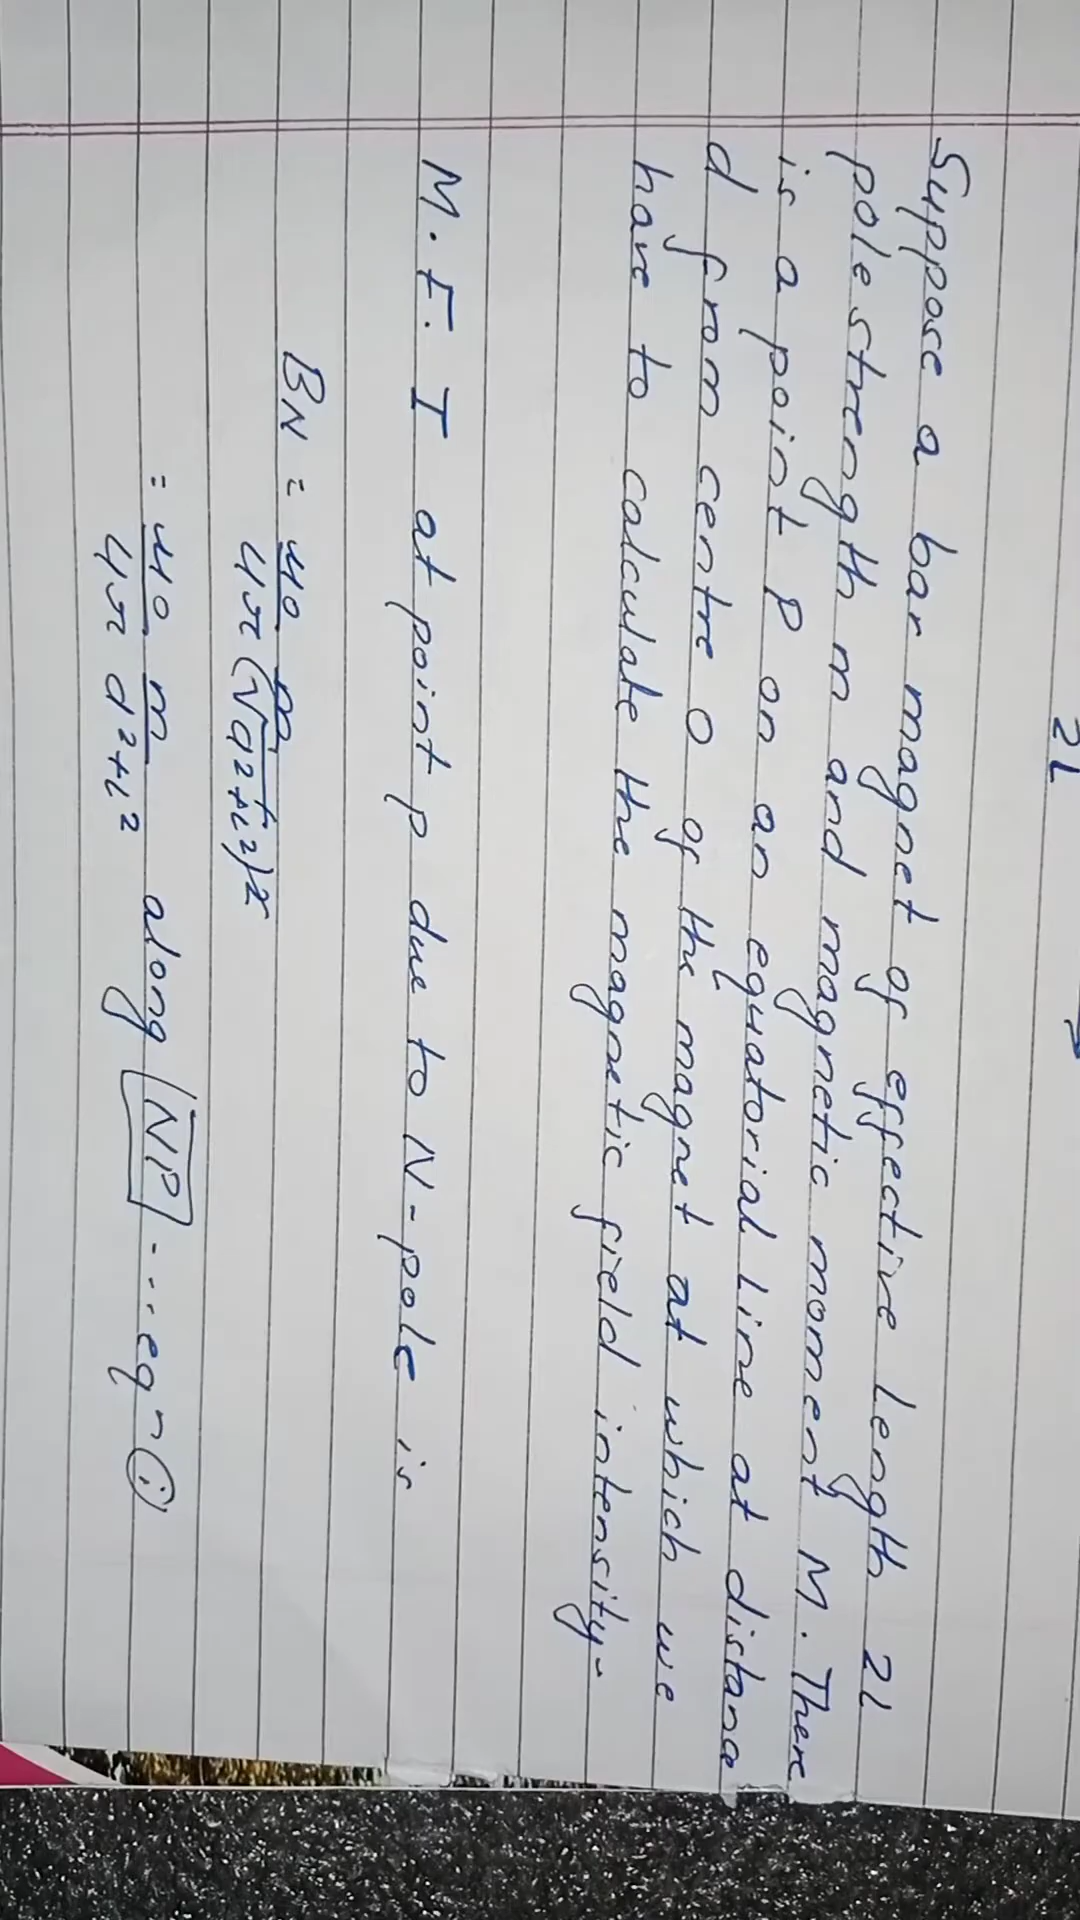 2l
Suppose a bar magnet of effective length 2l
pole strength m and magnetic moment M. There
is a point P on an equatorial line at distance
d from centre O of the magnet at which we
have to calculate the magnetic field intensity-
M.F.I at point p due to N-pole is
BN = μ0/4π m/(√d²+l²)²
= μ0/4π m/d²+l² along NP ... eqn (i)